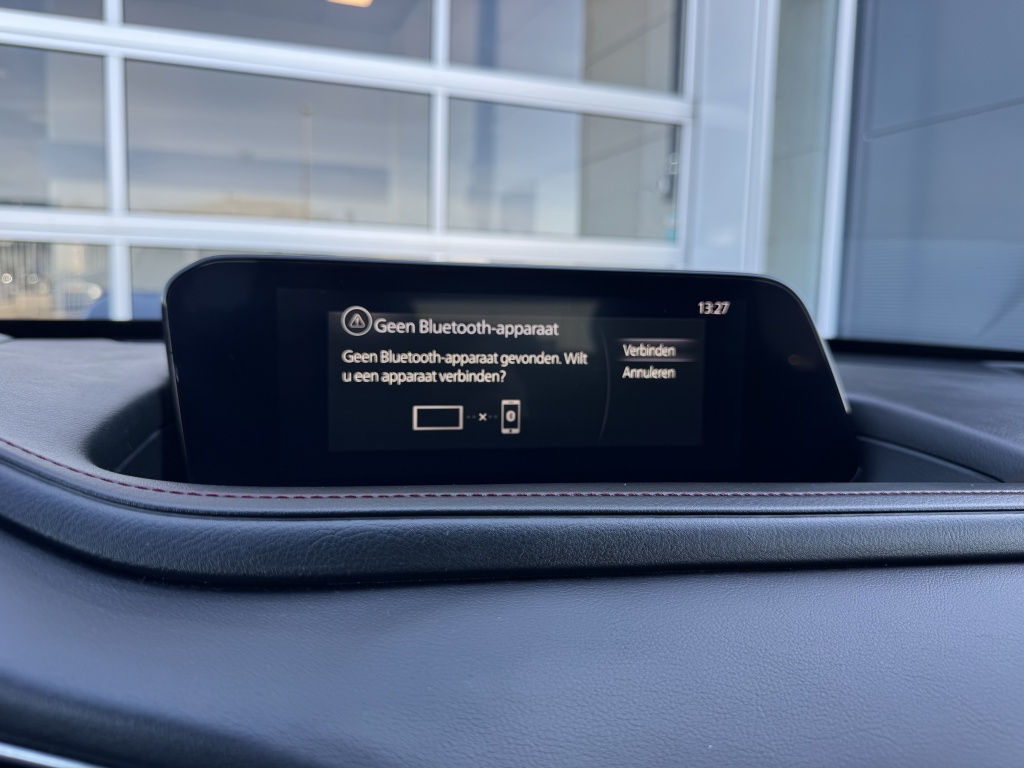 13:27
Geen Bluetooth-apparaat
Geen Bluetooth-apparaat gevonden. Wilt
u een apparaat verbinden?
Verbinden
Annuleren